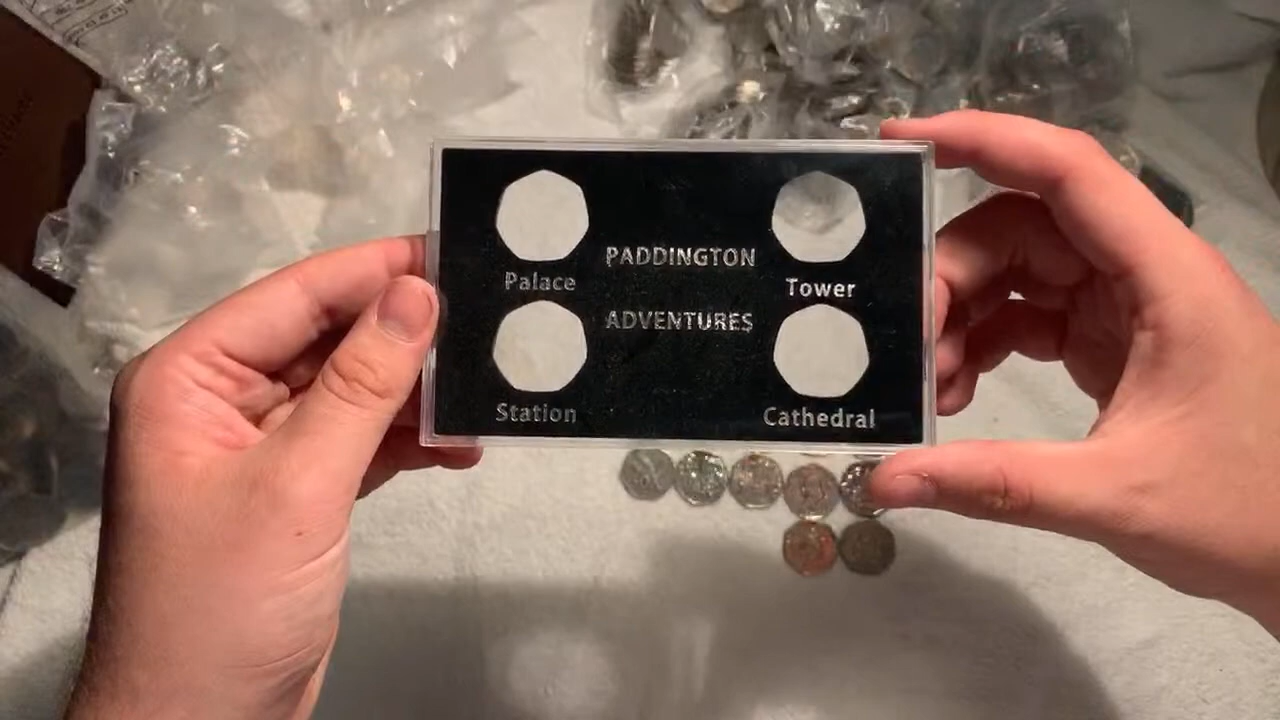 PADDINGTON
Palace
Tower
ADVENTURES
Station
Cathedral